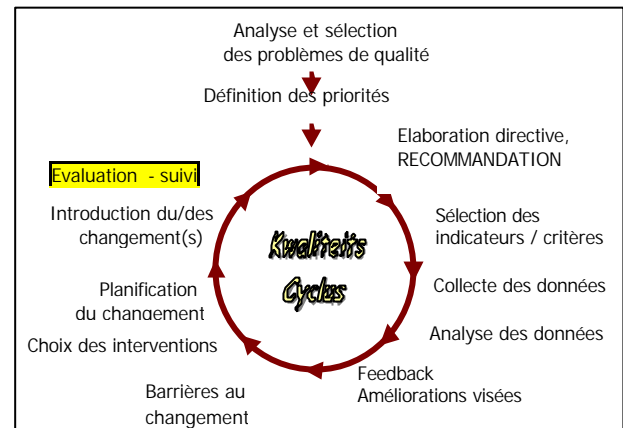 Analyse et sélection
des problèmes de qualité
Définition des priorités
Elaboration directive,
RECOMMANDATION
Sélection des
indicateurs / critères
Collecte des données
Analyse des données
Feedback
Améliorations visées
Barrières au
changement
Choix des interventions
Planification
du changement
Introduction du/des
changement(s)
Evaluation - suivi
Kwaliteits
Cyclus